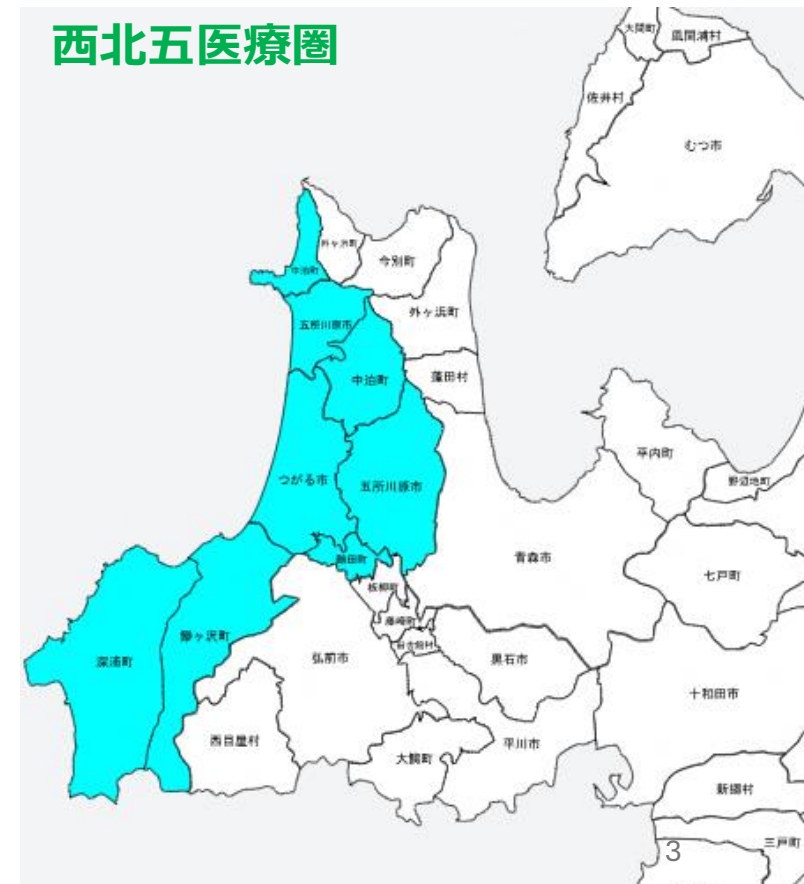 西北五医療圏
大間町
風間浦村
佐井村
むつ市
外ヶ浜町
今別町
中泊町
外ヶ浜町
五所川原市
中泊町
蓬田村
平内町
野辺地町
つがる市
五所川原市
青森市
鶴田町
七戸町
板柳町
藤崎町
田舎館村
黒石市
鰺ヶ沢町
深浦町
弘前市
十和田市
西目屋村
大鰐町
平川市
新郷村
三戸町
3